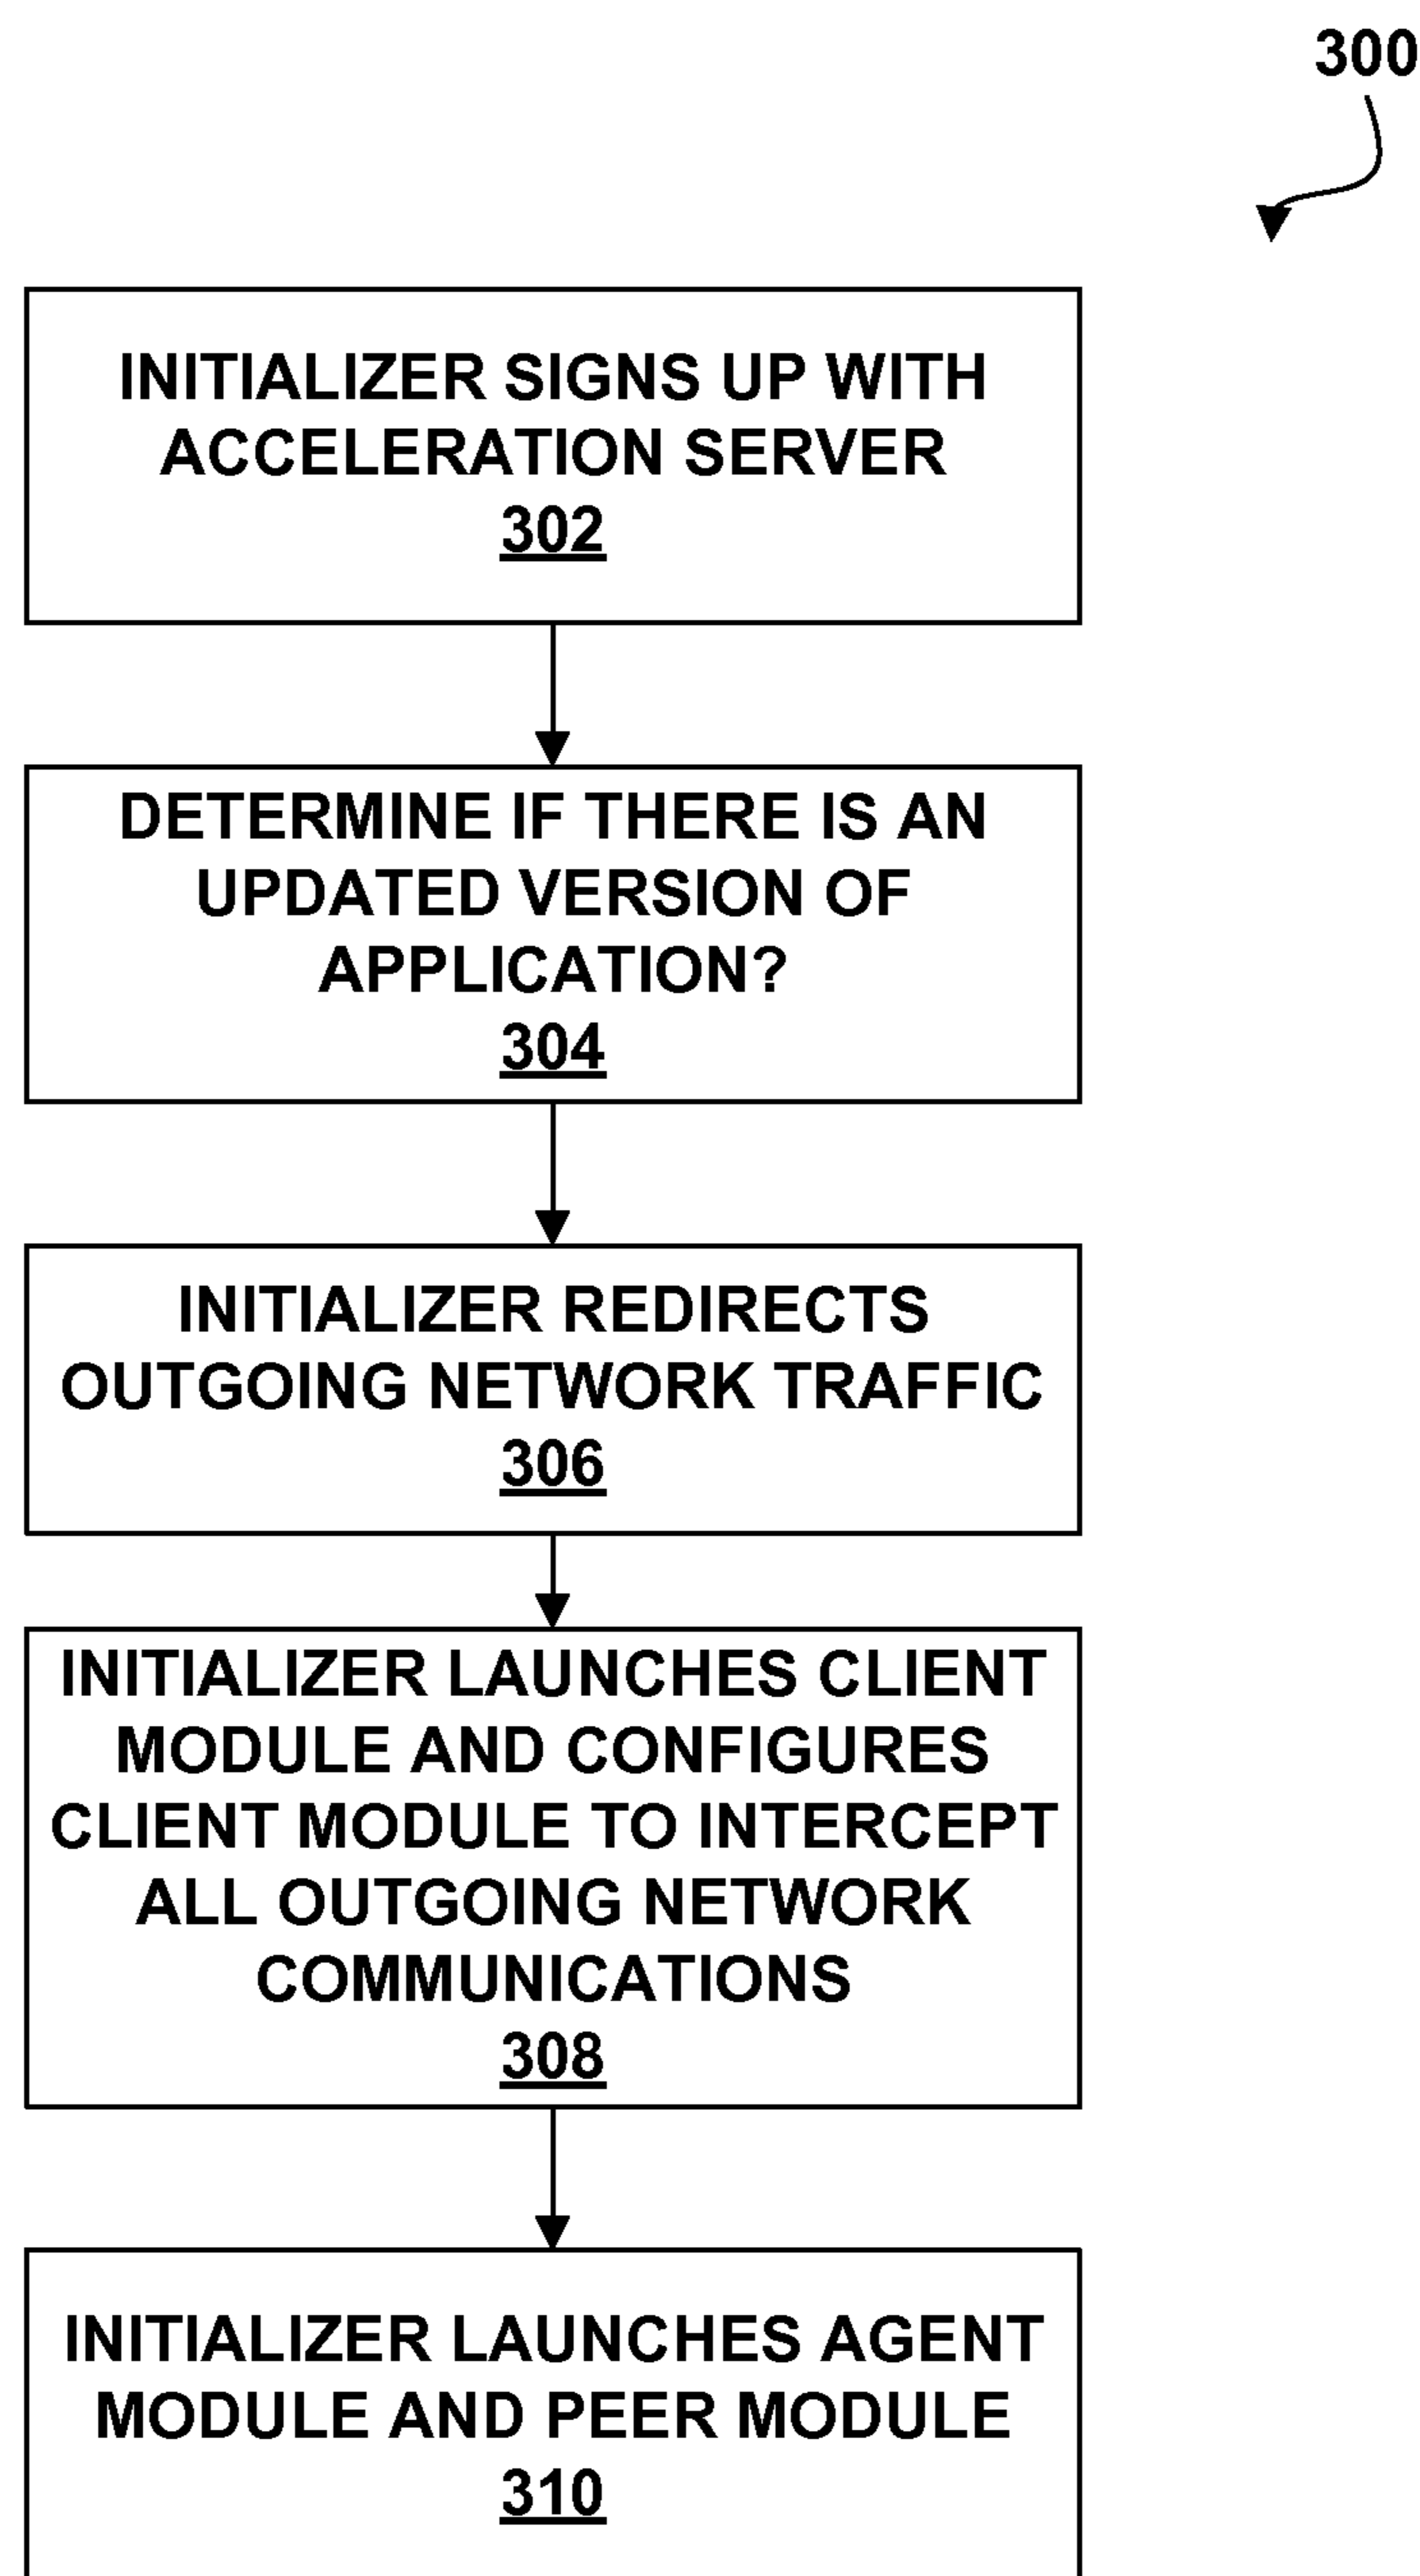 300
INITIALIZER SIGNS UP WITH
ACCELERATION SERVER
302
DETERMINE IF THERE IS AN
UPDATED VERSION OF
APPLICATION?
304
INITIALIZER REDIRECTS
OUTGOING NETWORK TRAFFIC
306
INITIALIZER LAUNCHES CLIENT
MODULE AND CONFIGURES
CLIENT MODULE TO INTERCEPT
ALL OUTGOING NETWORK
COMMUNICATIONS
308
INITIALIZER LAUNCHES AGENT
MODULE AND PEER MODULE
310